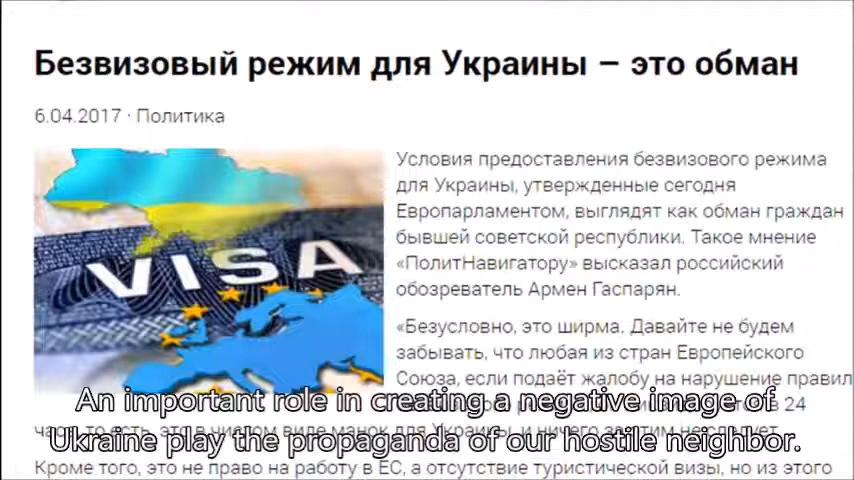 Безвизовый режим для Украины – это обман
6.04.2017 · Политика
VISA
Условия предоставления безвизового режима
для Украины, утвержденные сегодня
Европарламентом, выглядят как обман граждан
бывшей советской республики. Такое мнение
«ПолитНавигатору» высказал российский
обозреватель Армен Гаспарян.
«Безусловно, это ширма. Давайте не будем
забывать, что любая из стран Европейского
Союза, если подаёт жалобу на нарушение правил
24
An important role in creating a negative image of
Ukraine play the propaganda of our hostile neighbor.
Кроме того, это не право на работу в ЕС, а отсутствие туристической визы, но из этого